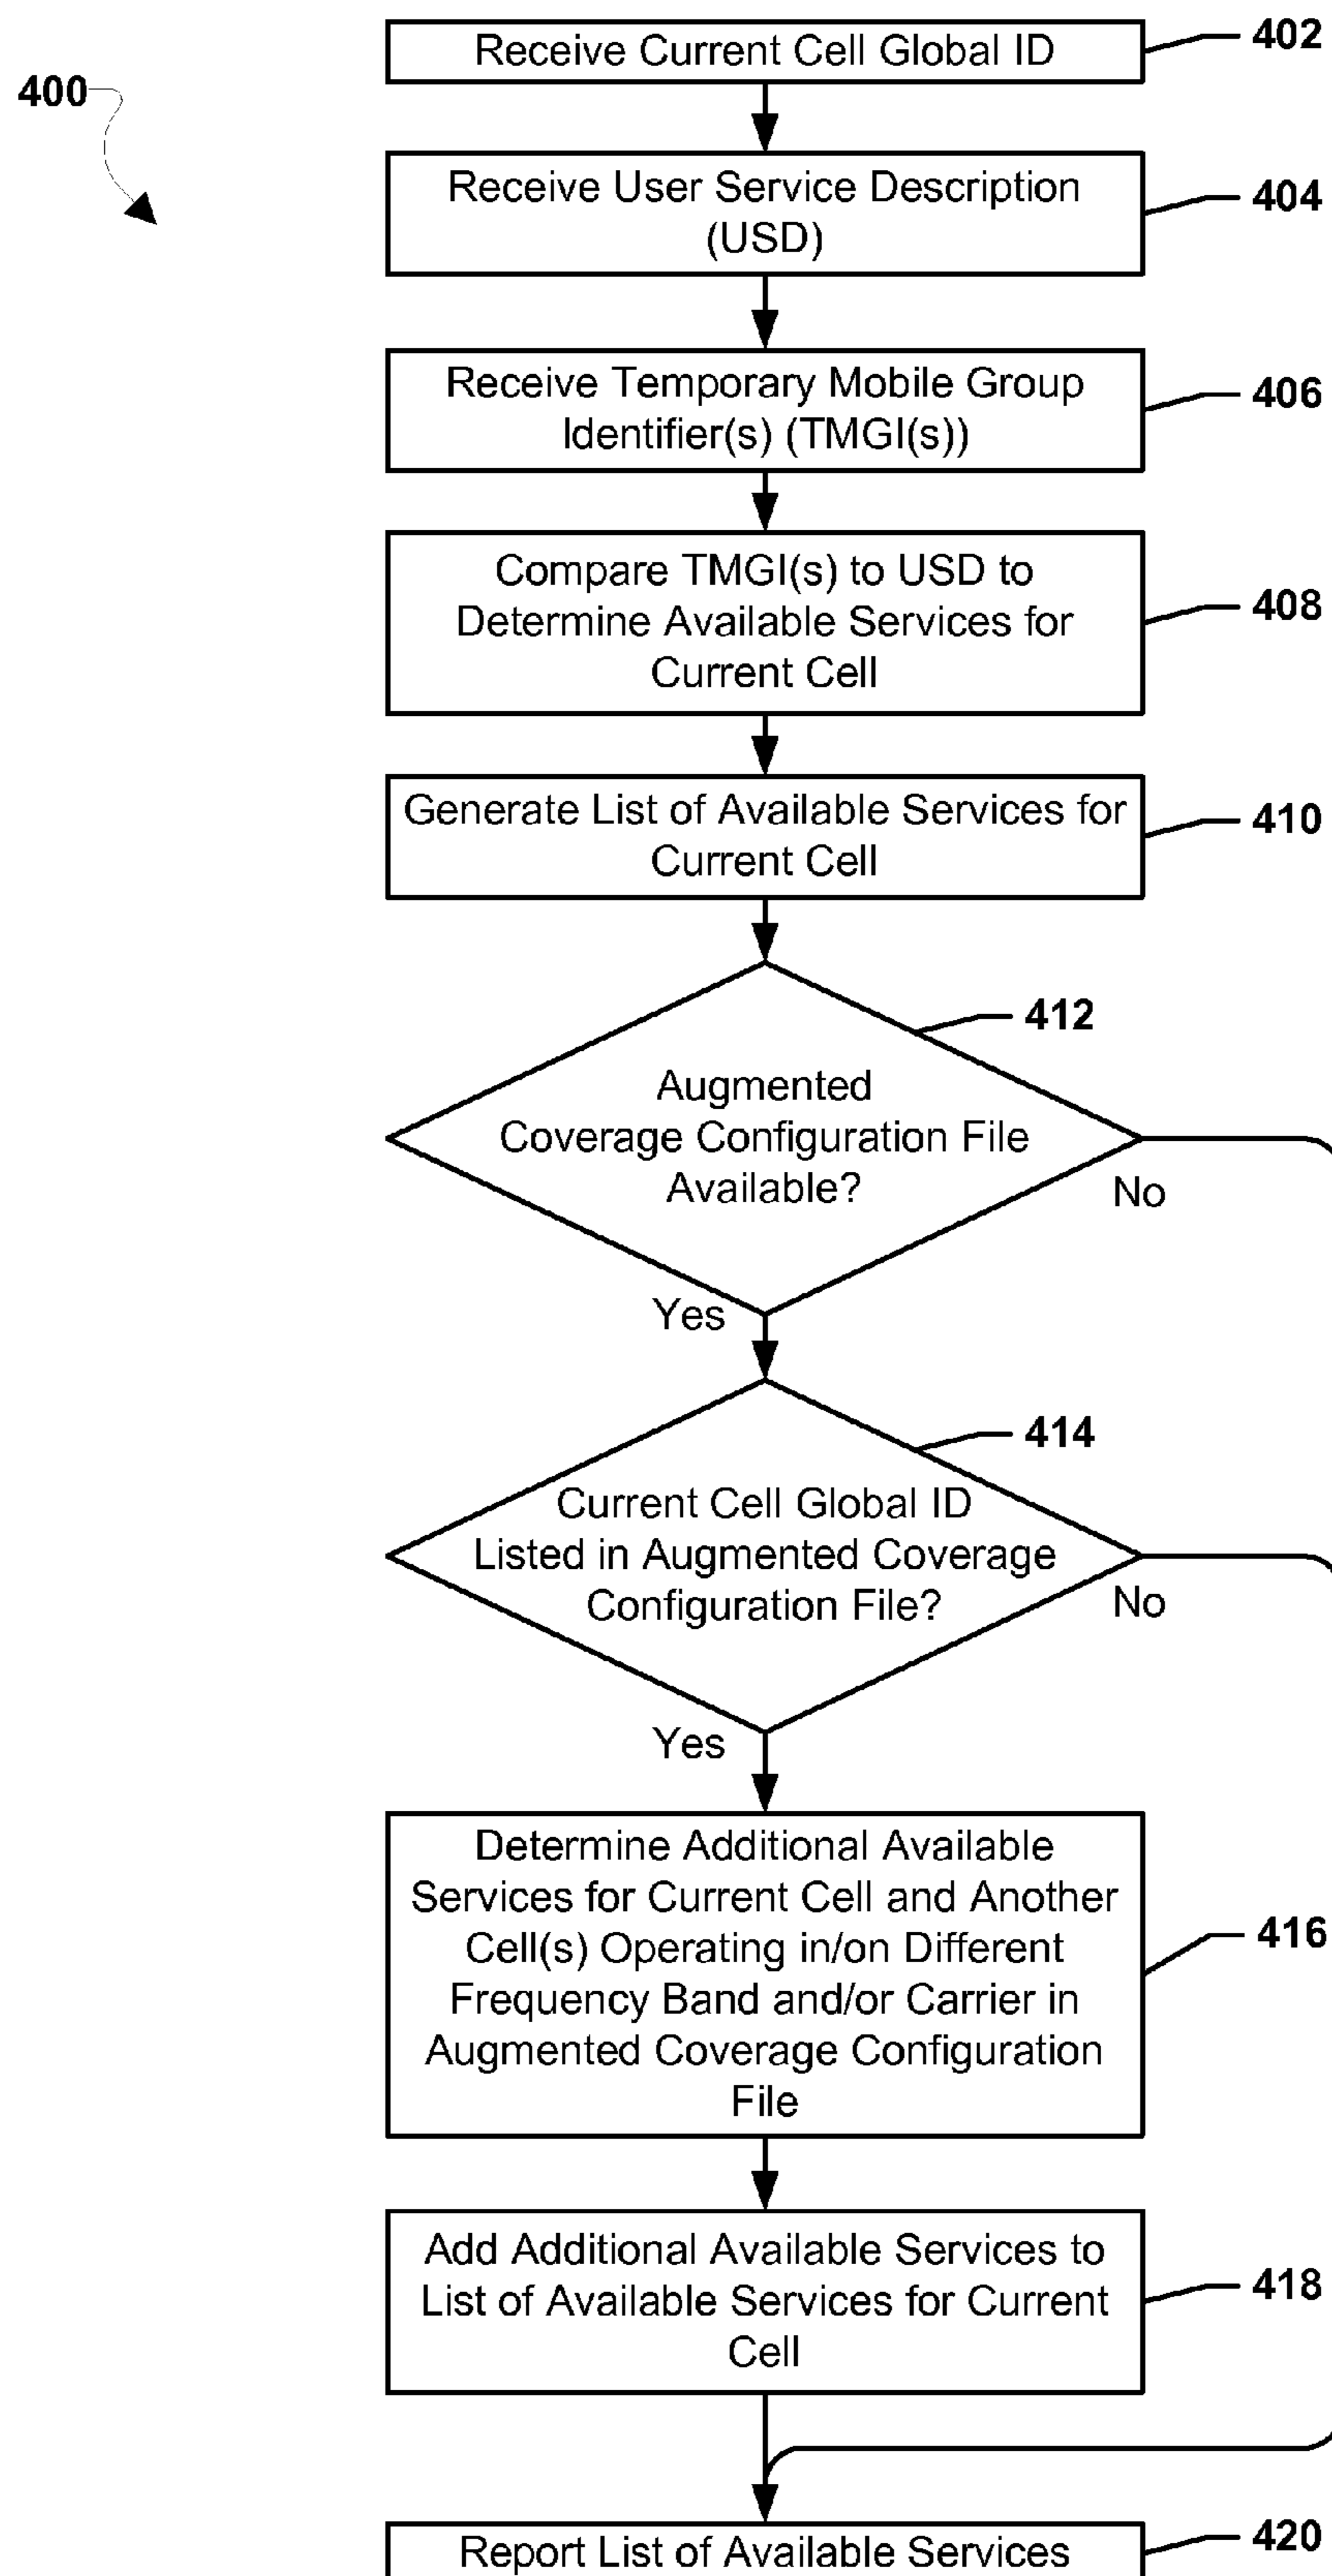 Receive Current Cell Global ID
402
400
Receive User Service Description
(USD)
404
Receive Temporary Mobile Group
Identifier(s) (TMGI(s))
406
Compare TMGI(s) to USD to
Determine Available Services for
Current Cell
408
Generate List of Available Services for
Current Cell
410
412
Augmented
Coverage Configuration File
Available?
No
Yes
414
Current Cell Global ID
Listed in Augmented Coverage
Configuration File?
No
Yes
Determine Additional Available
Services for Current Cell and Another
Cell(s) Operating in/on Different
Frequency Band and/or Carrier in
Augmented Coverage Configuration
File
416
Add Additional Available Services to
List of Available Services for Current
Cell
418
Report List of Available Services
420